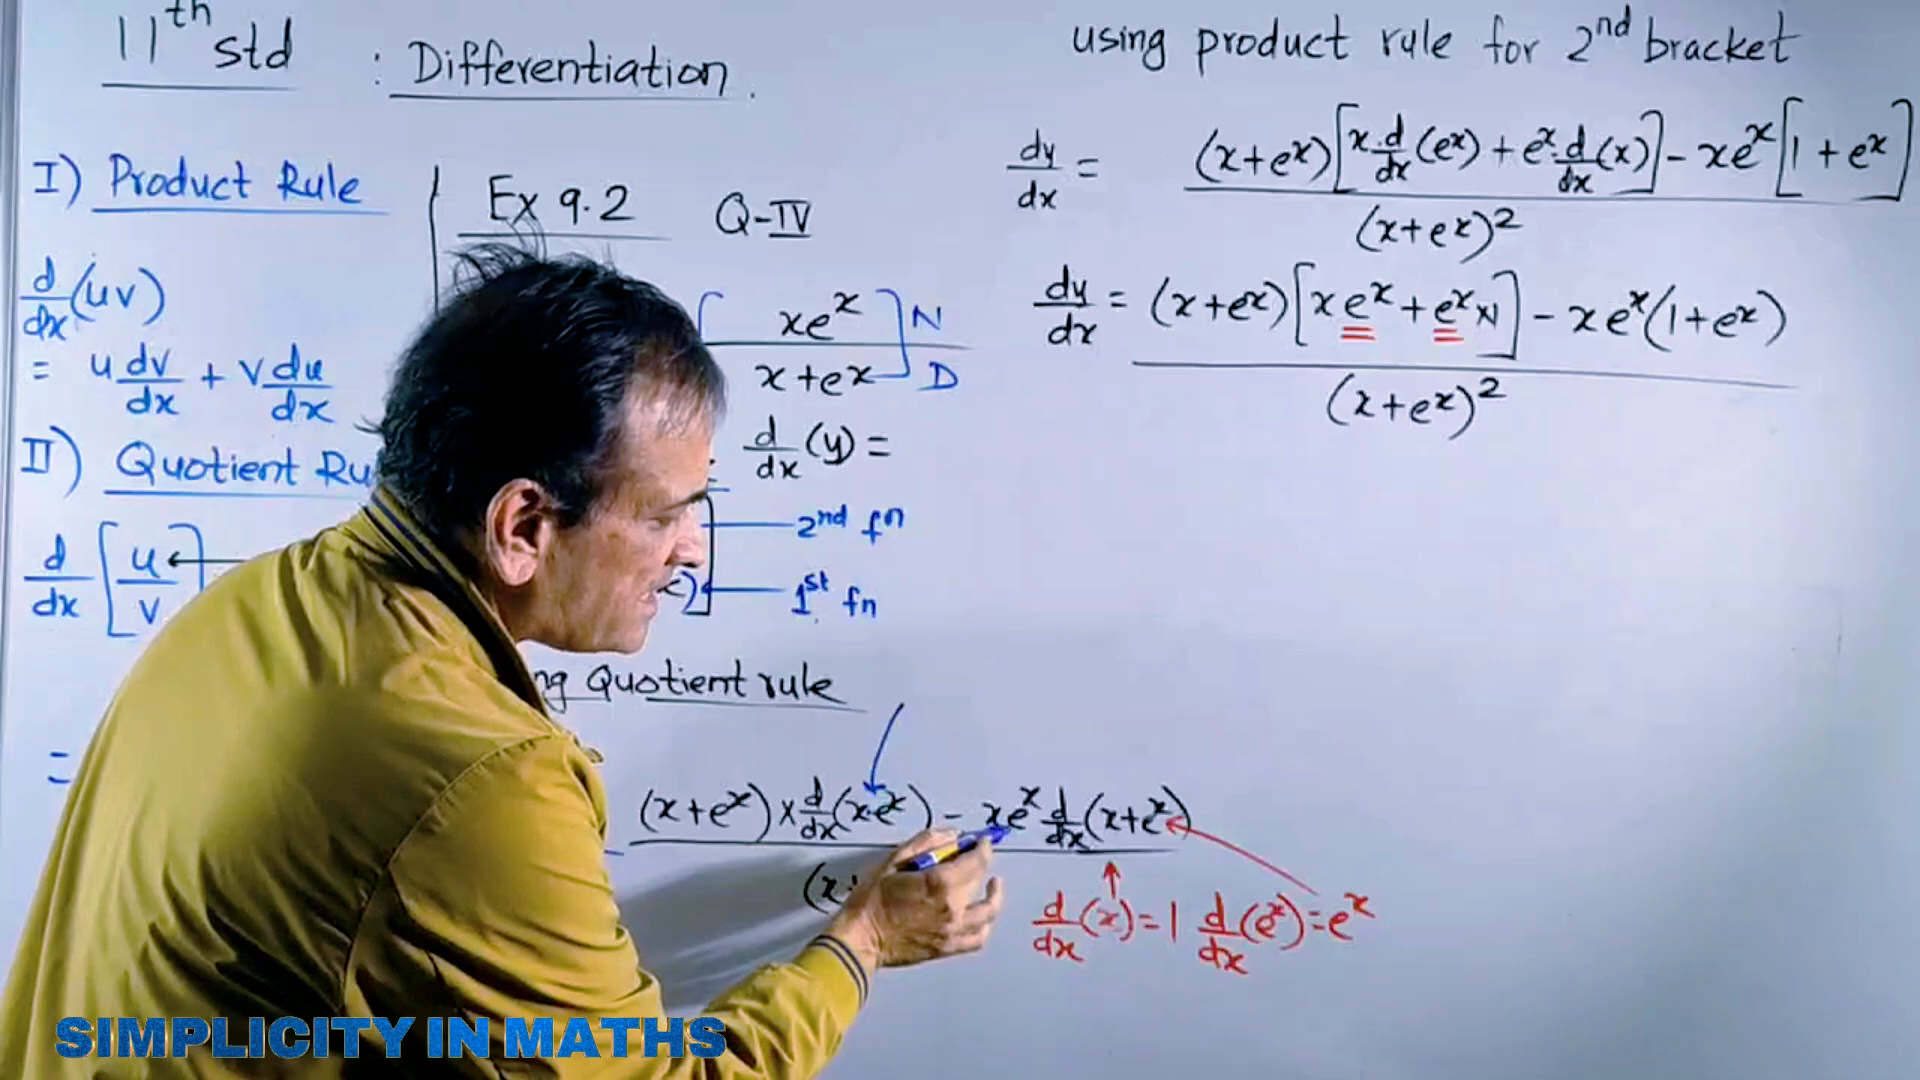 11th std : Differentiation.
I) Product Rule
d/dx (uv)
= u dv/dx + v du/dx
II) Quotient Ru
d/dx [u/v]
=
Ex 9.2 Q-IV
xe^x N
x+e^x D
d/dx (y) =
2nd fn
1st fn
ng Quotient rule
(x+e^x) × d/dx (x·e^x) - xe^x d/dx (x+e^x)
(x+
d/dx (x) = 1 d/dx (e^x) = e^x
using product rule for 2nd bracket
dy/dx = (x+e^x)[x·d/dx (e^x) + e^x·d/dx (x)] - xe^x[1+e^x]
(x+e^x)^2
dy/dx = (x+e^x)[x e^x + e^x×1] - xe^x(1+e^x)
(x+e^x)^2
SIMPLICITY IN MATHS